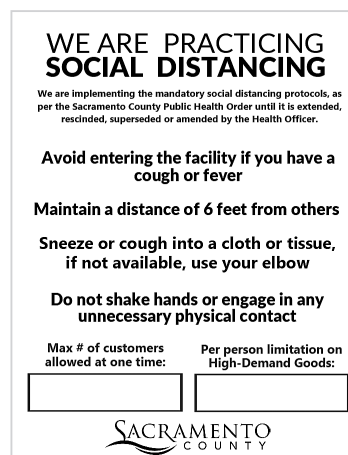 WE ARE PRACTICING
SOCIAL DISTANCING
We are implementing the mandatory social distancing protocols, as
per the Sacramento County Public Health Order until it is extended,
rescinded, superseded or amended by the Health Officer.
Avoid entering the facility if you have a
cough or fever
Maintain a distance of 6 feet from others
Sneeze or cough into a cloth or tissue,
if not available, use your elbow
Do not shake hands or engage in any
unnecessary physical contact
Max # of customers
allowed at one time:
Per person limitation on
High-Demand Goods:
SACRAMENTO
COUNTY